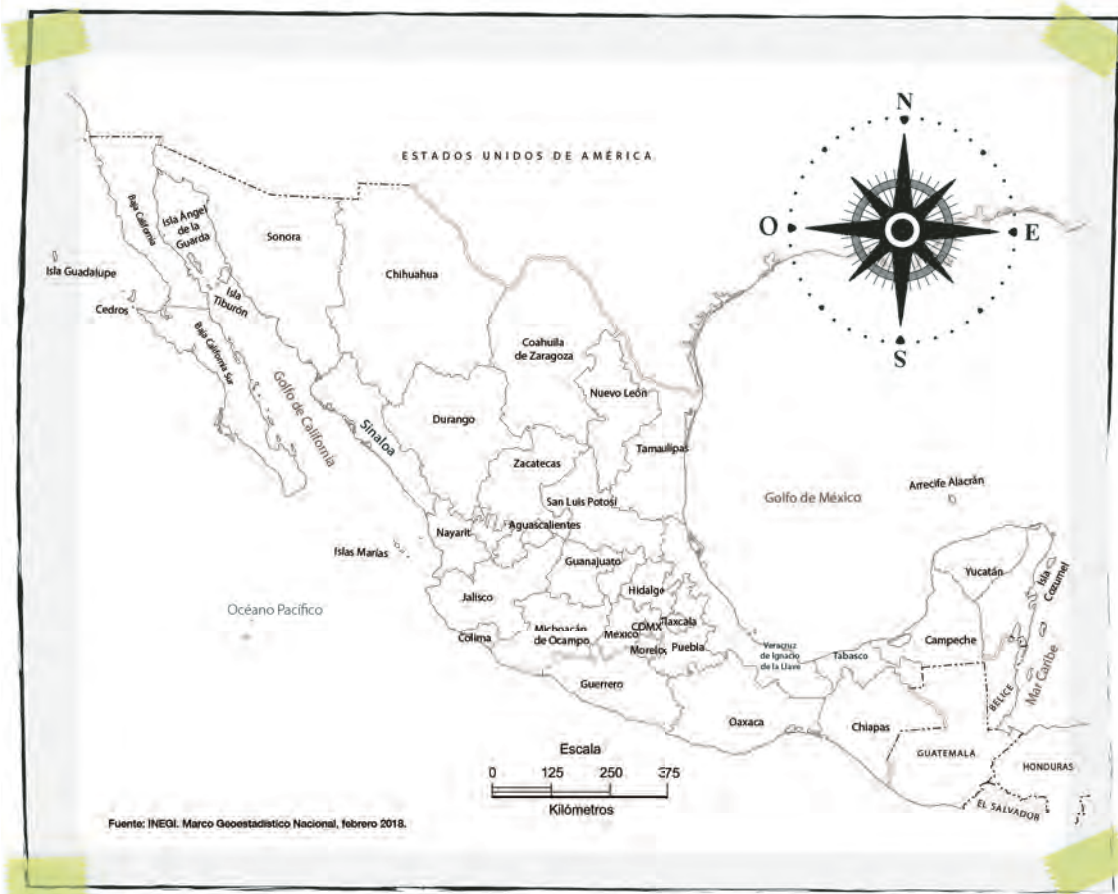 N
ESTADOS UNIDOS DE AMÉRICA
O
E
S
Baja California
Isla Ángel
de la
Guarda
Sonora
Isla Guadalupe
Chihuahua
Cedros
Isla
Tiburón
Baja California Sur
Golfo de California
Coahuila
de Zaragoza
Nuevo León
Sinaloa
Durango
Tamaulipas
Zacatecas
Golfo de México
Arrecife Alacrán
San Luis Potosí
Nayarit
Aguascalientes
Islas Marías
Guanajuato
Yucatán
Isla
Cozumel
Hidalgo
Jalisco
Océano Pacífico
Colima
Michoacán
de Ocampo
México
CDMX
Tlaxcala
Morelos
Puebla
Veracruz
de Ignacio
de la Llave
Tabasco
Campeche
Mar Caribe
BELICE
Guerrero
Oaxaca
Chiapas
GUATEMALA
HONDURAS
EL SALVADOR
Escala
0 125 250 375
Kilómetros
Fuente: INEGI. Marco Geoestadístico Nacional, febrero 2018.